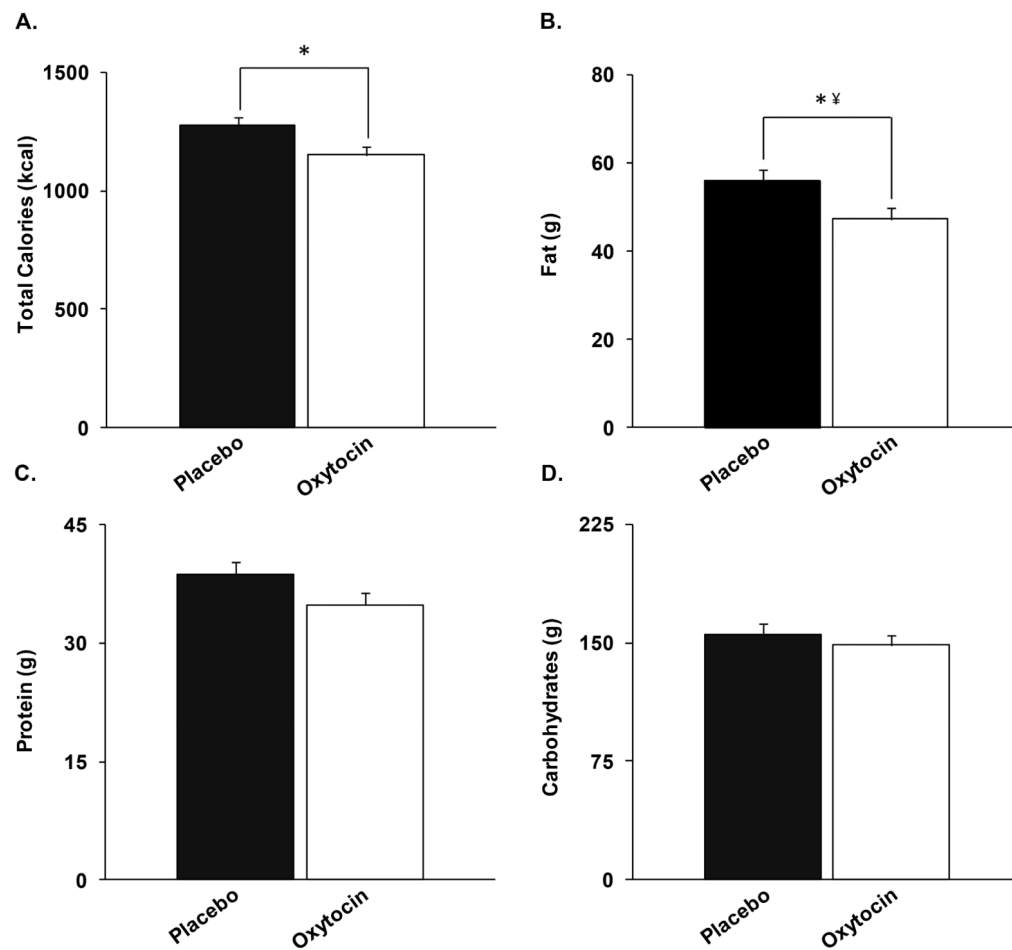 A.
Total Calories (kcal)
1500
1000
500
0
*
Placebo
Oxytocin
B.
Fat (g)
80
60
40
20
0
* ¥
Placebo
Oxytocin
C.
Protein (g)
45
30
15
0
Placebo
Oxytocin
D.
Carbohydrates (g)
225
150
75
0
Placebo
Oxytocin